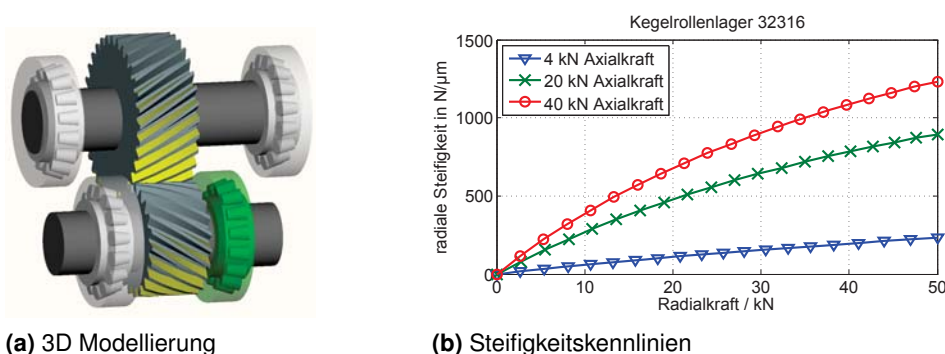 Kegelrollenlager 32316
1500
1000
500
0
radiale Steifigkeit in N/µm
4 kN Axialkraft
20 kN Axialkraft
40 kN Axialkraft
0 10 20 30 40 50
Radialkraft / kN
(a) 3D Modellierung
(b) Steifigkeitskennlinien